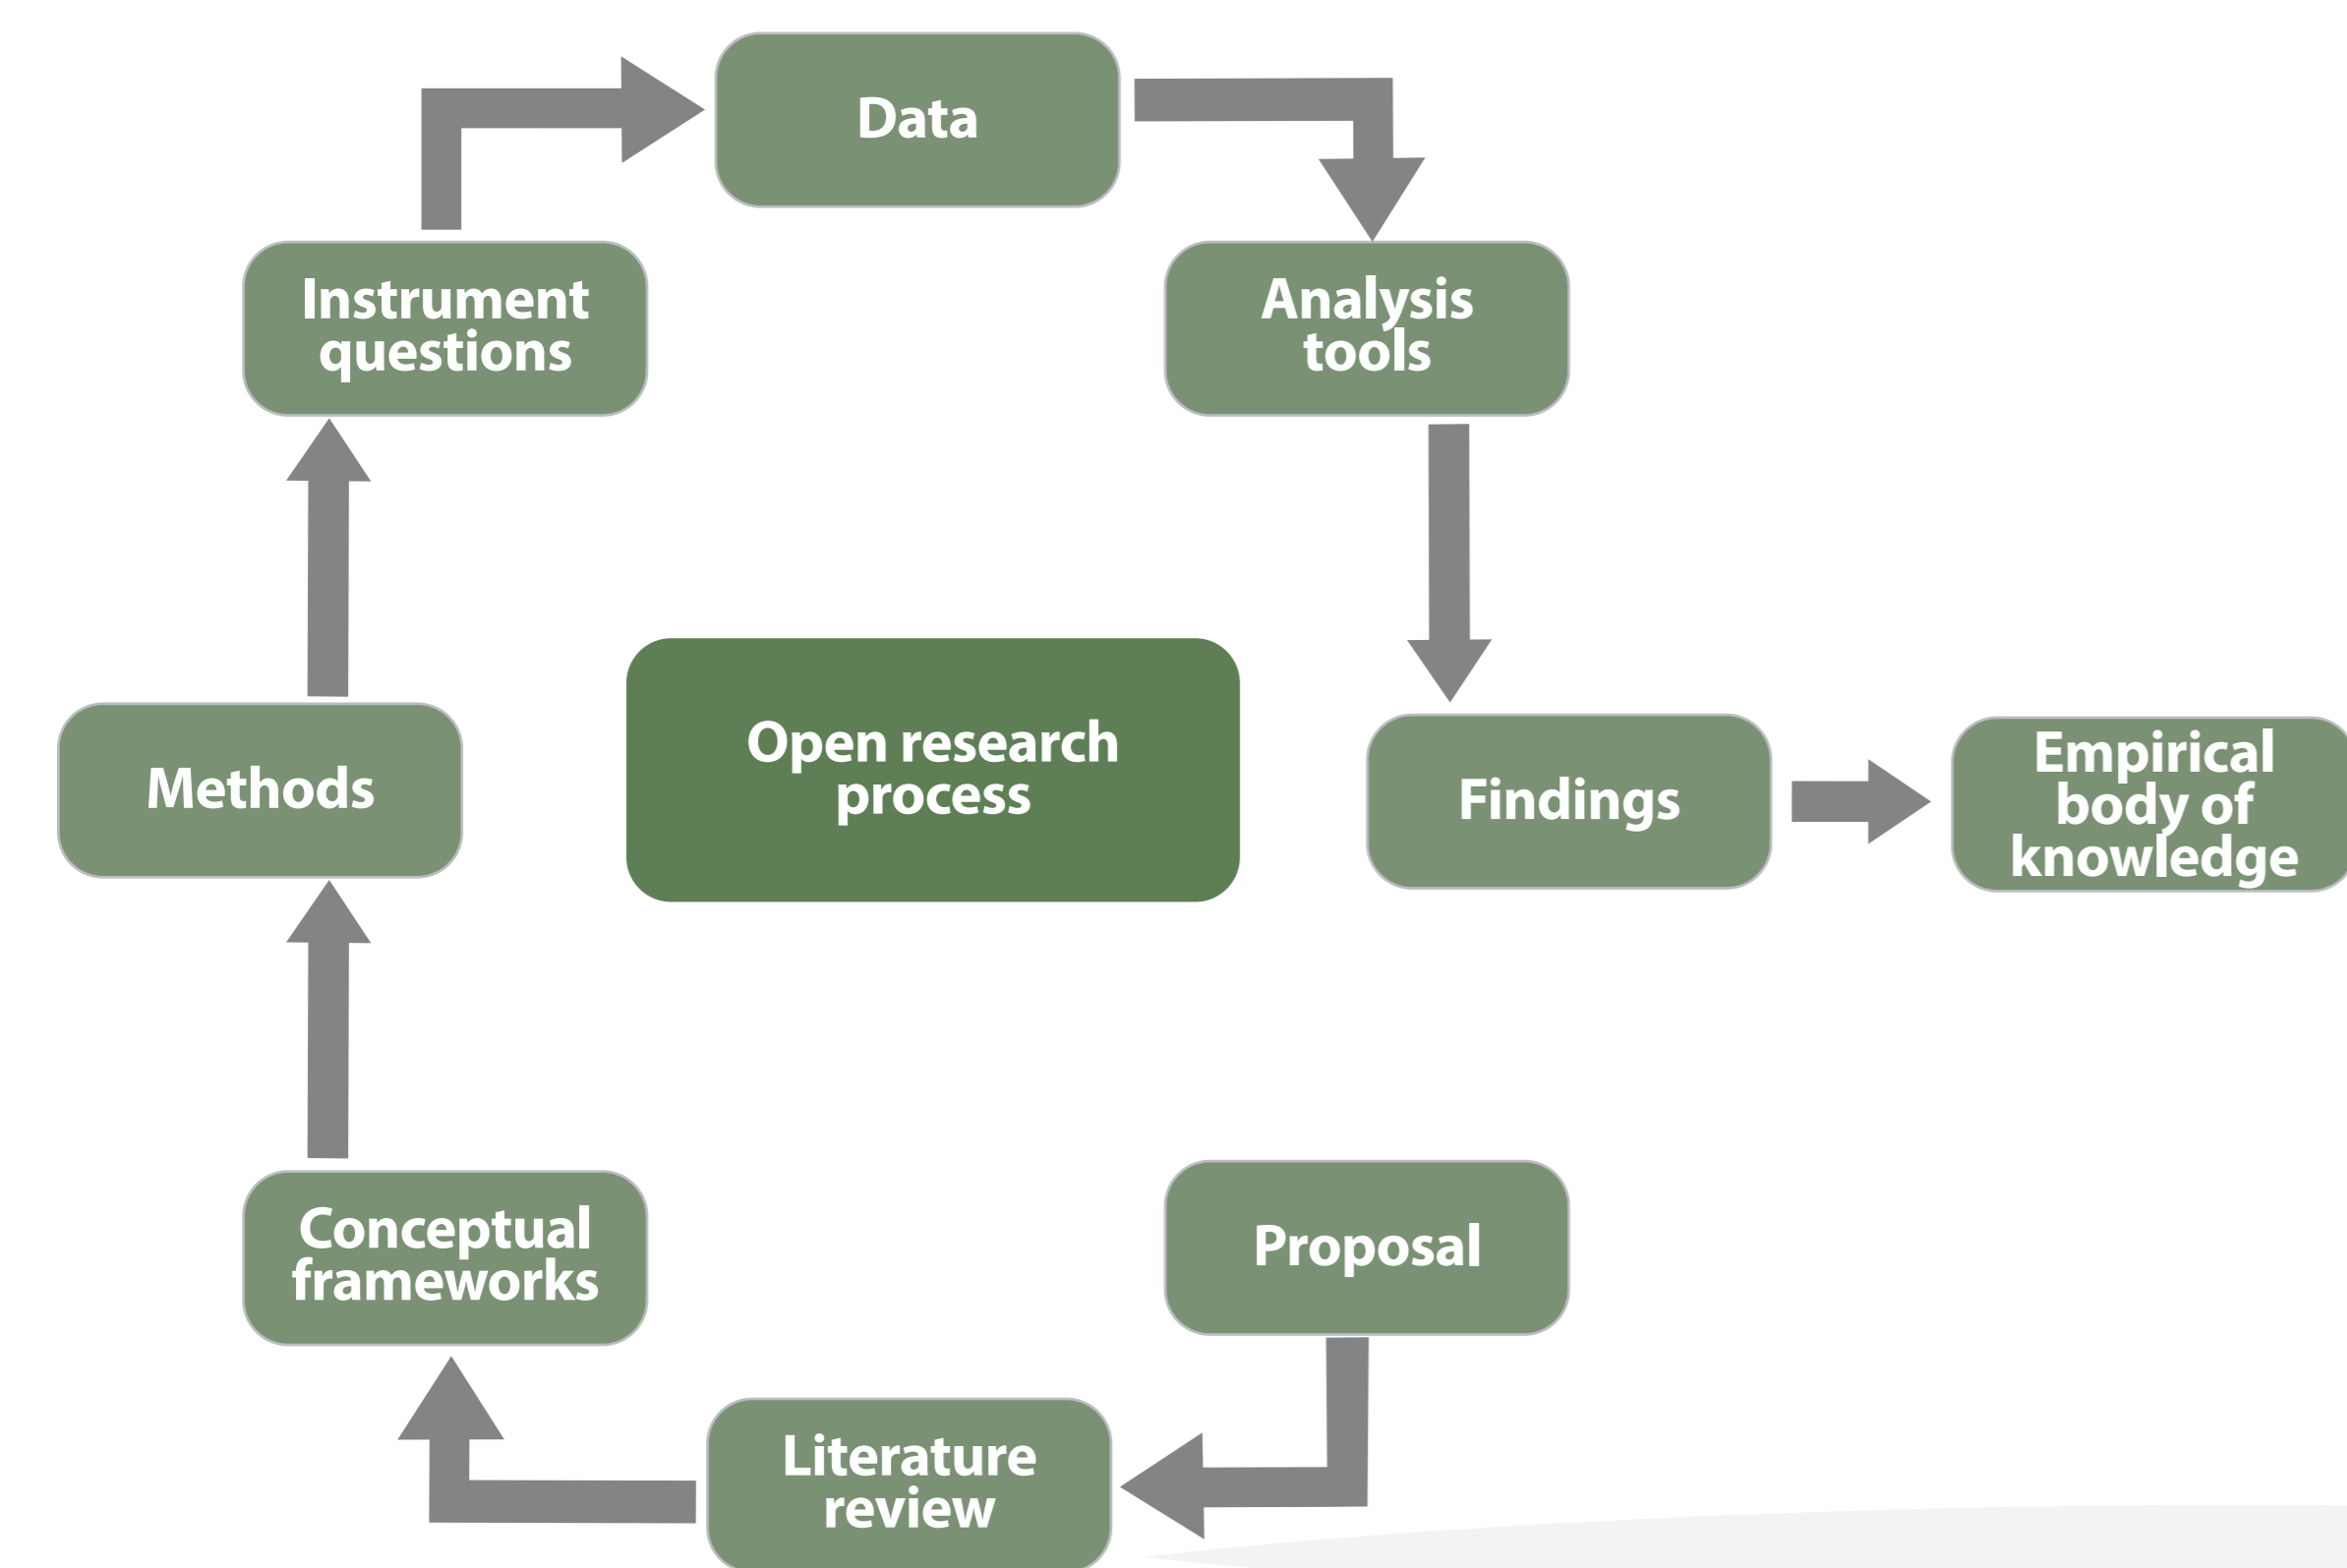 Data
Instrument
questions
Analysis
tools
Open research
process
Methods
Findings
Empirical
body of
knowledge
Conceptual
frameworks
Proposal
Literature
review